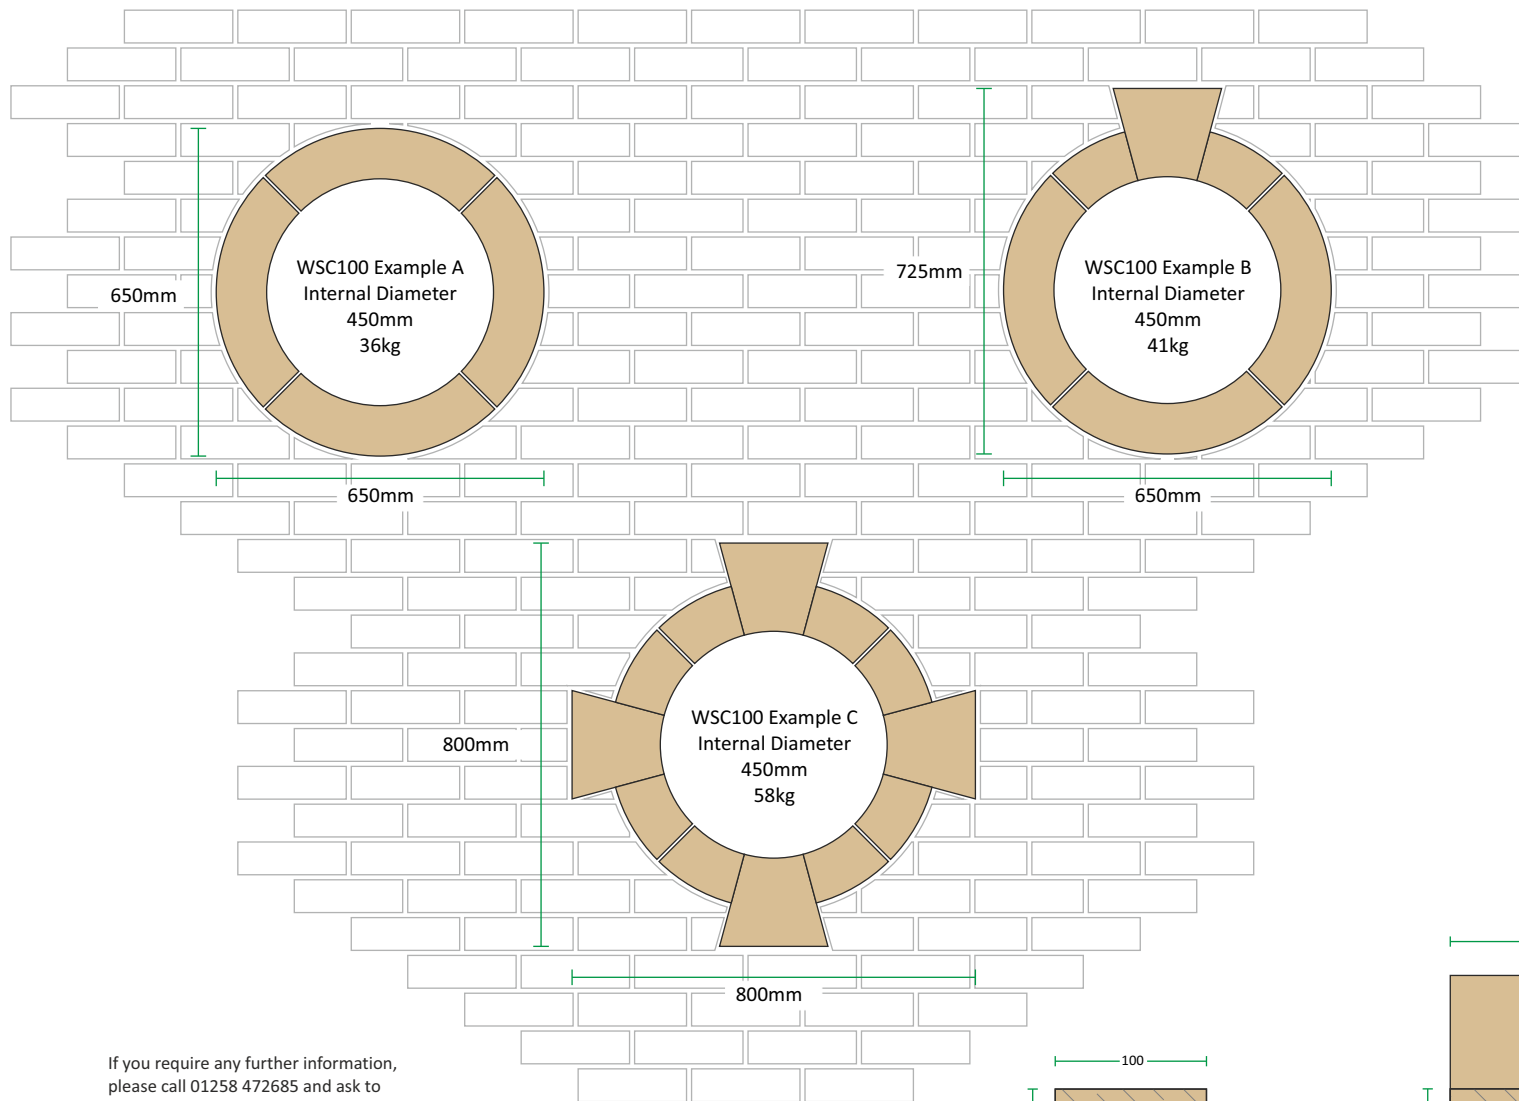 WSC100 Example A
Internal Diameter
450mm
36kg
650mm
650mm
WSC100 Example B
Internal Diameter
450mm
41kg
725mm
650mm
WSC100 Example C
Internal Diameter
450mm
58kg
800mm
800mm
If you require any further information,
please call 01258 472685 and ask to
100